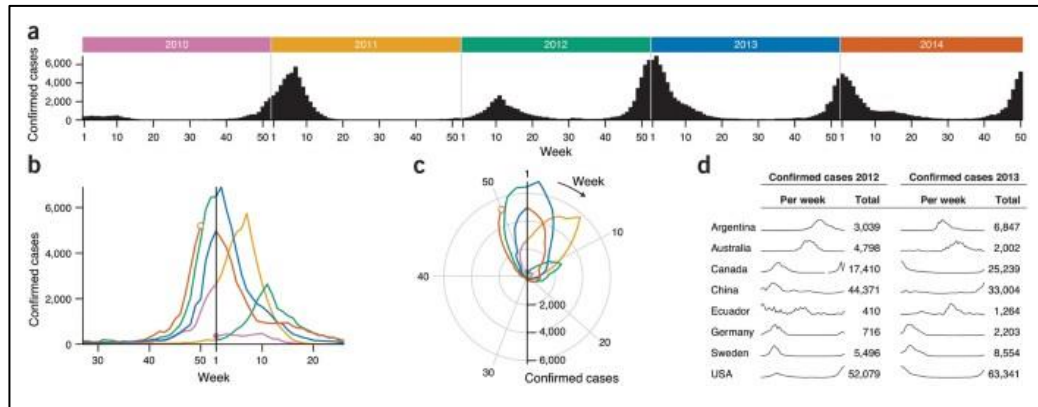 a
2010 2011 2012 2013 2014
Confirmed cases
6,000
4,000
2,000
0
1 10 20 30 40 50 1 10 20 30 40 50 1 10 20 30 40 50 1 10 20 30 40 50 1 10 20 30 40 50
Week
b
Confirmed cases
6,000
4,000
2,000
0
30 40 50 1 10 20
Week
c
1
50 Week
10
40
2,000
4,000
20
6,000
30 Confirmed cases
d
Confirmed cases 2012 Confirmed cases 2013
Per week Total Per week Total
Argentina 3,039 6,847
Australia 4,798 2,002
Canada 17,410 25,239
China 44,371 33,004
Ecuador 410 1,264
Germany 716 2,203
Sweden 5,496 8,554
USA 52,079 63,341